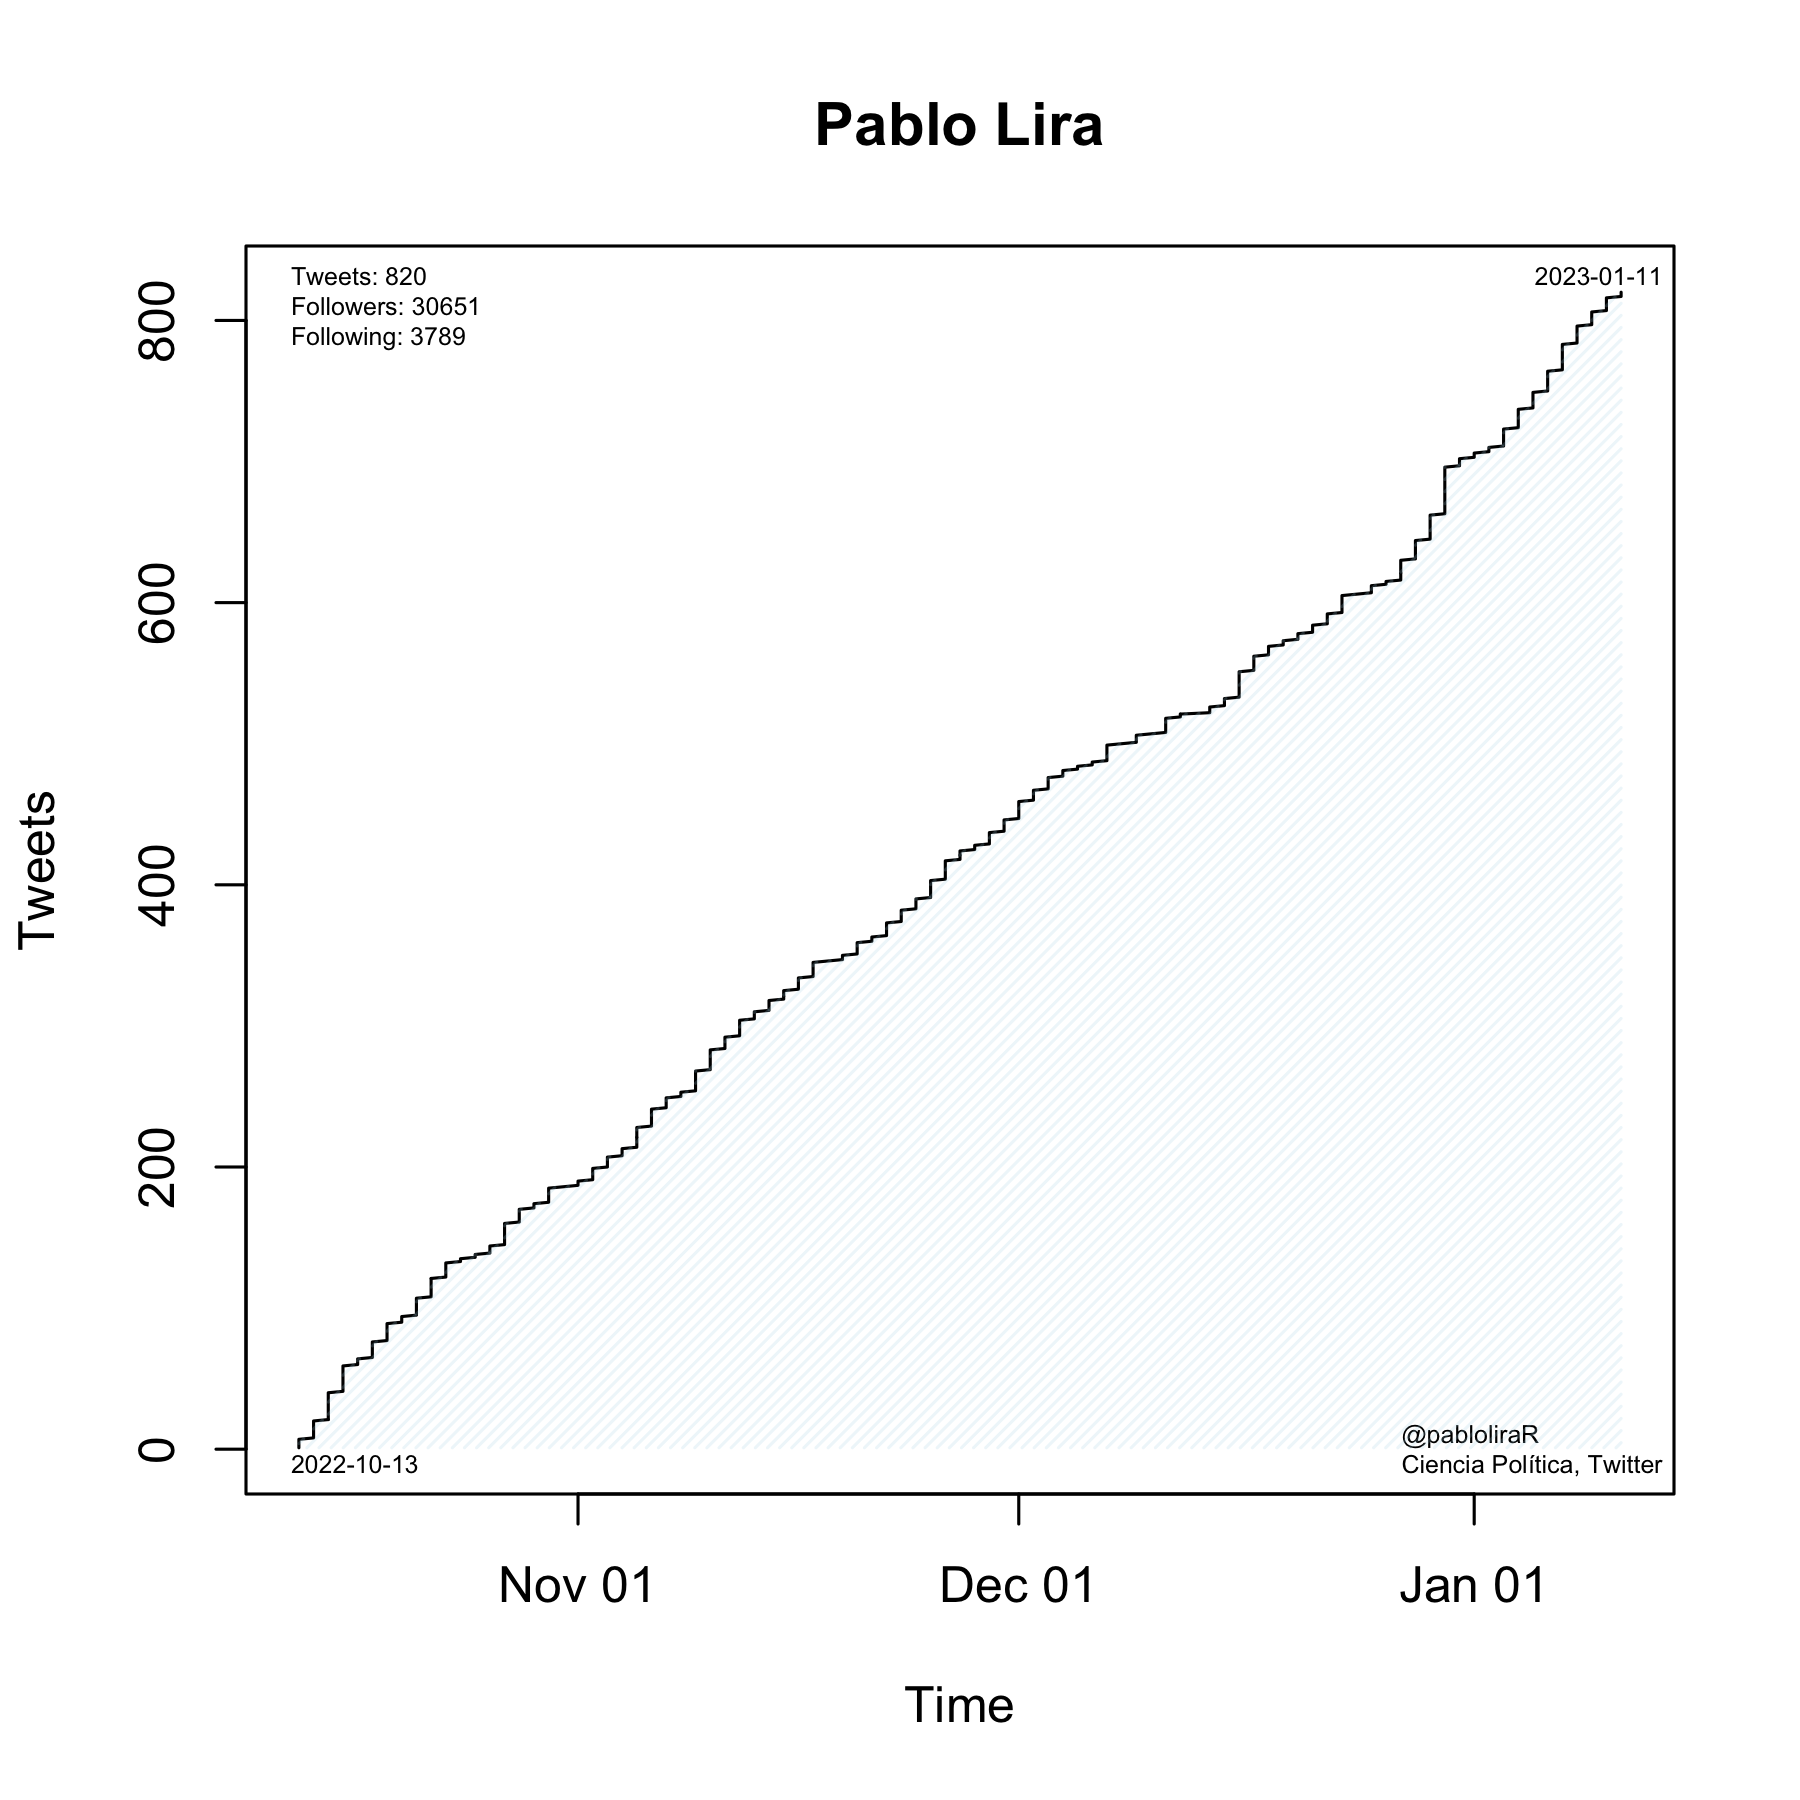 Pablo Lira
Tweets: 820
Followers: 30651
Following: 3789
2023-01-11
800
600
400
200
0
Tweets
2022-10-13
@pabloliraR
Ciencia Política, Twitter
Nov 01
Dec 01
Jan 01
Time